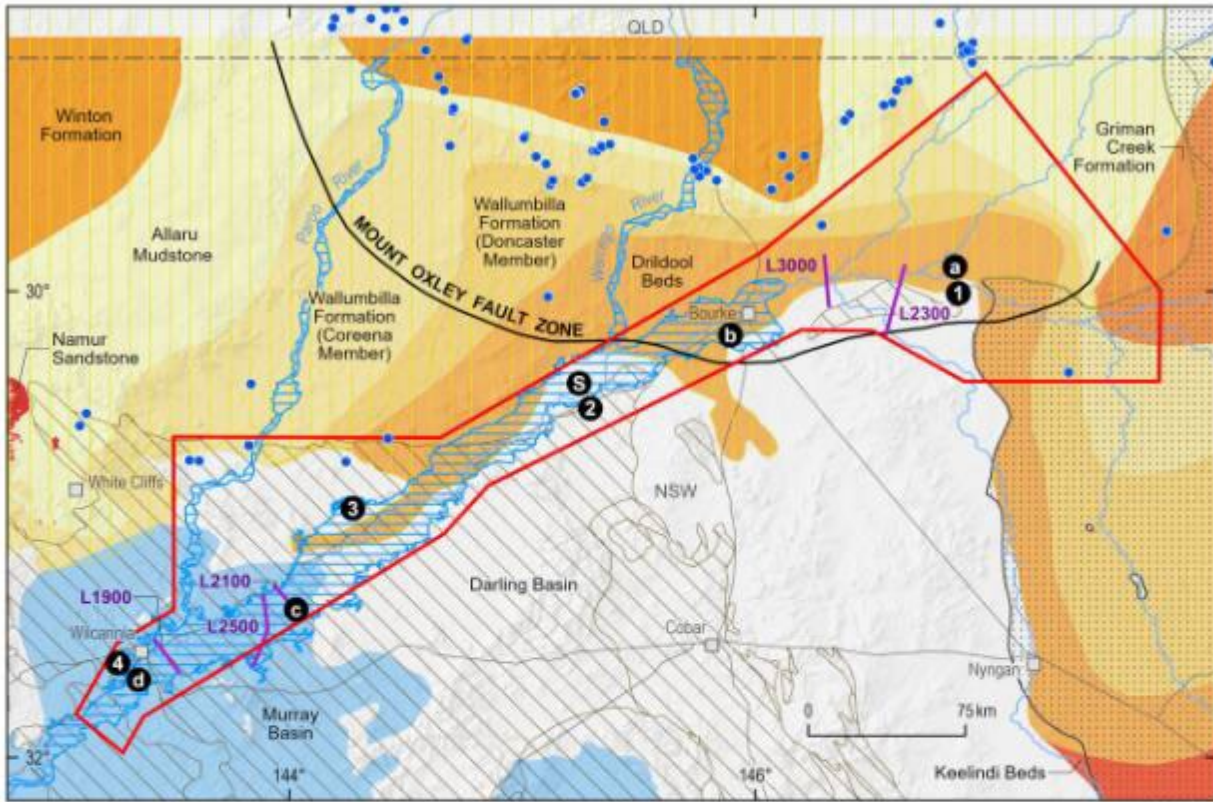 QLD
Winton
Formation
Griman
Creek
Formation
Paroo
River
Warrego
River
Wallumbilla
Formation
(Doncaster
Member)
Allaru
Mudstone
MOUNT OXLEY FAULT ZONE
Drildool
Beds
L3000
a
1
30°
L2300
Wallumbilla
Formation
(Coreena
Member)
Bourke
b
Namur
Sandstone
S
2
White Cliffs
NSW
3
L2100
Darling Basin
L1900
c
L2500
Wilcannia
Cobar
4
d
Nyngan
Murray
Basin
0
75 km
32°
144°
146°
Keelindi Beds